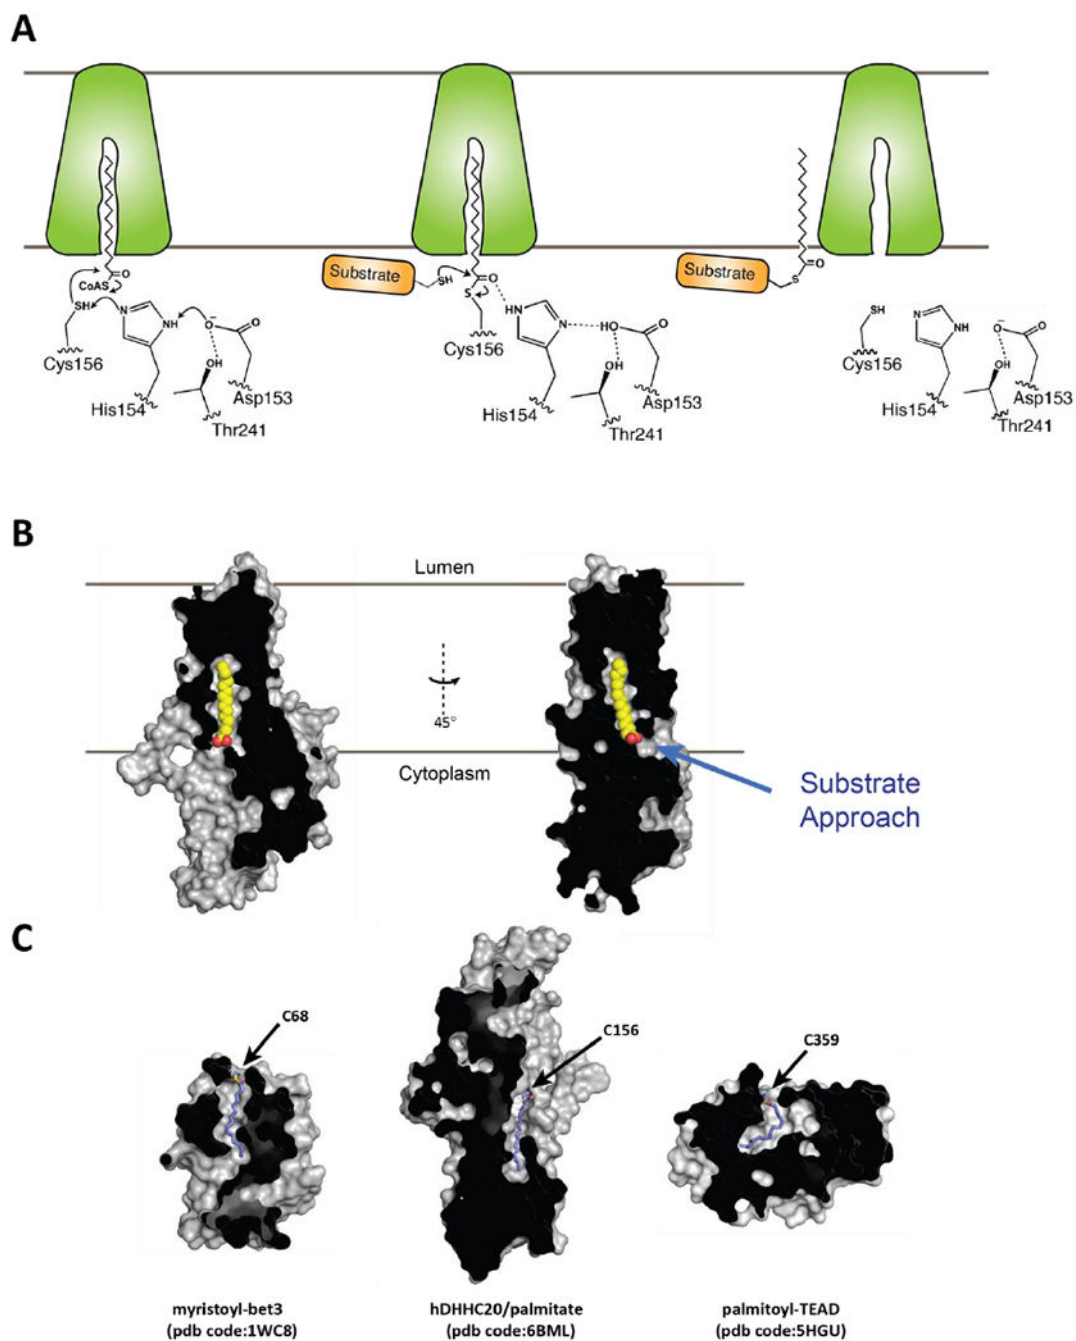 A
CoAS
O
SH
N
NH
O
−
O
OH
Cys156
His154
Thr241
Asp153
Substrate
SH
O
S
HN
N
HO
O
OH
Cys156
His154
Thr241
Asp153
Substrate
S
O
SH
N
NH
O
−
O
OH
Cys156
His154
Thr241
Asp153
B
Lumen
45°
Cytoplasm
Substrate
Approach
C
C68
C156
C359
myristoyl-bet3
(pdb code:1WC8)
hDHHC20/palmitate
(pdb code:6BML)
palmitoyl-TEAD
(pdb code:5HGU)